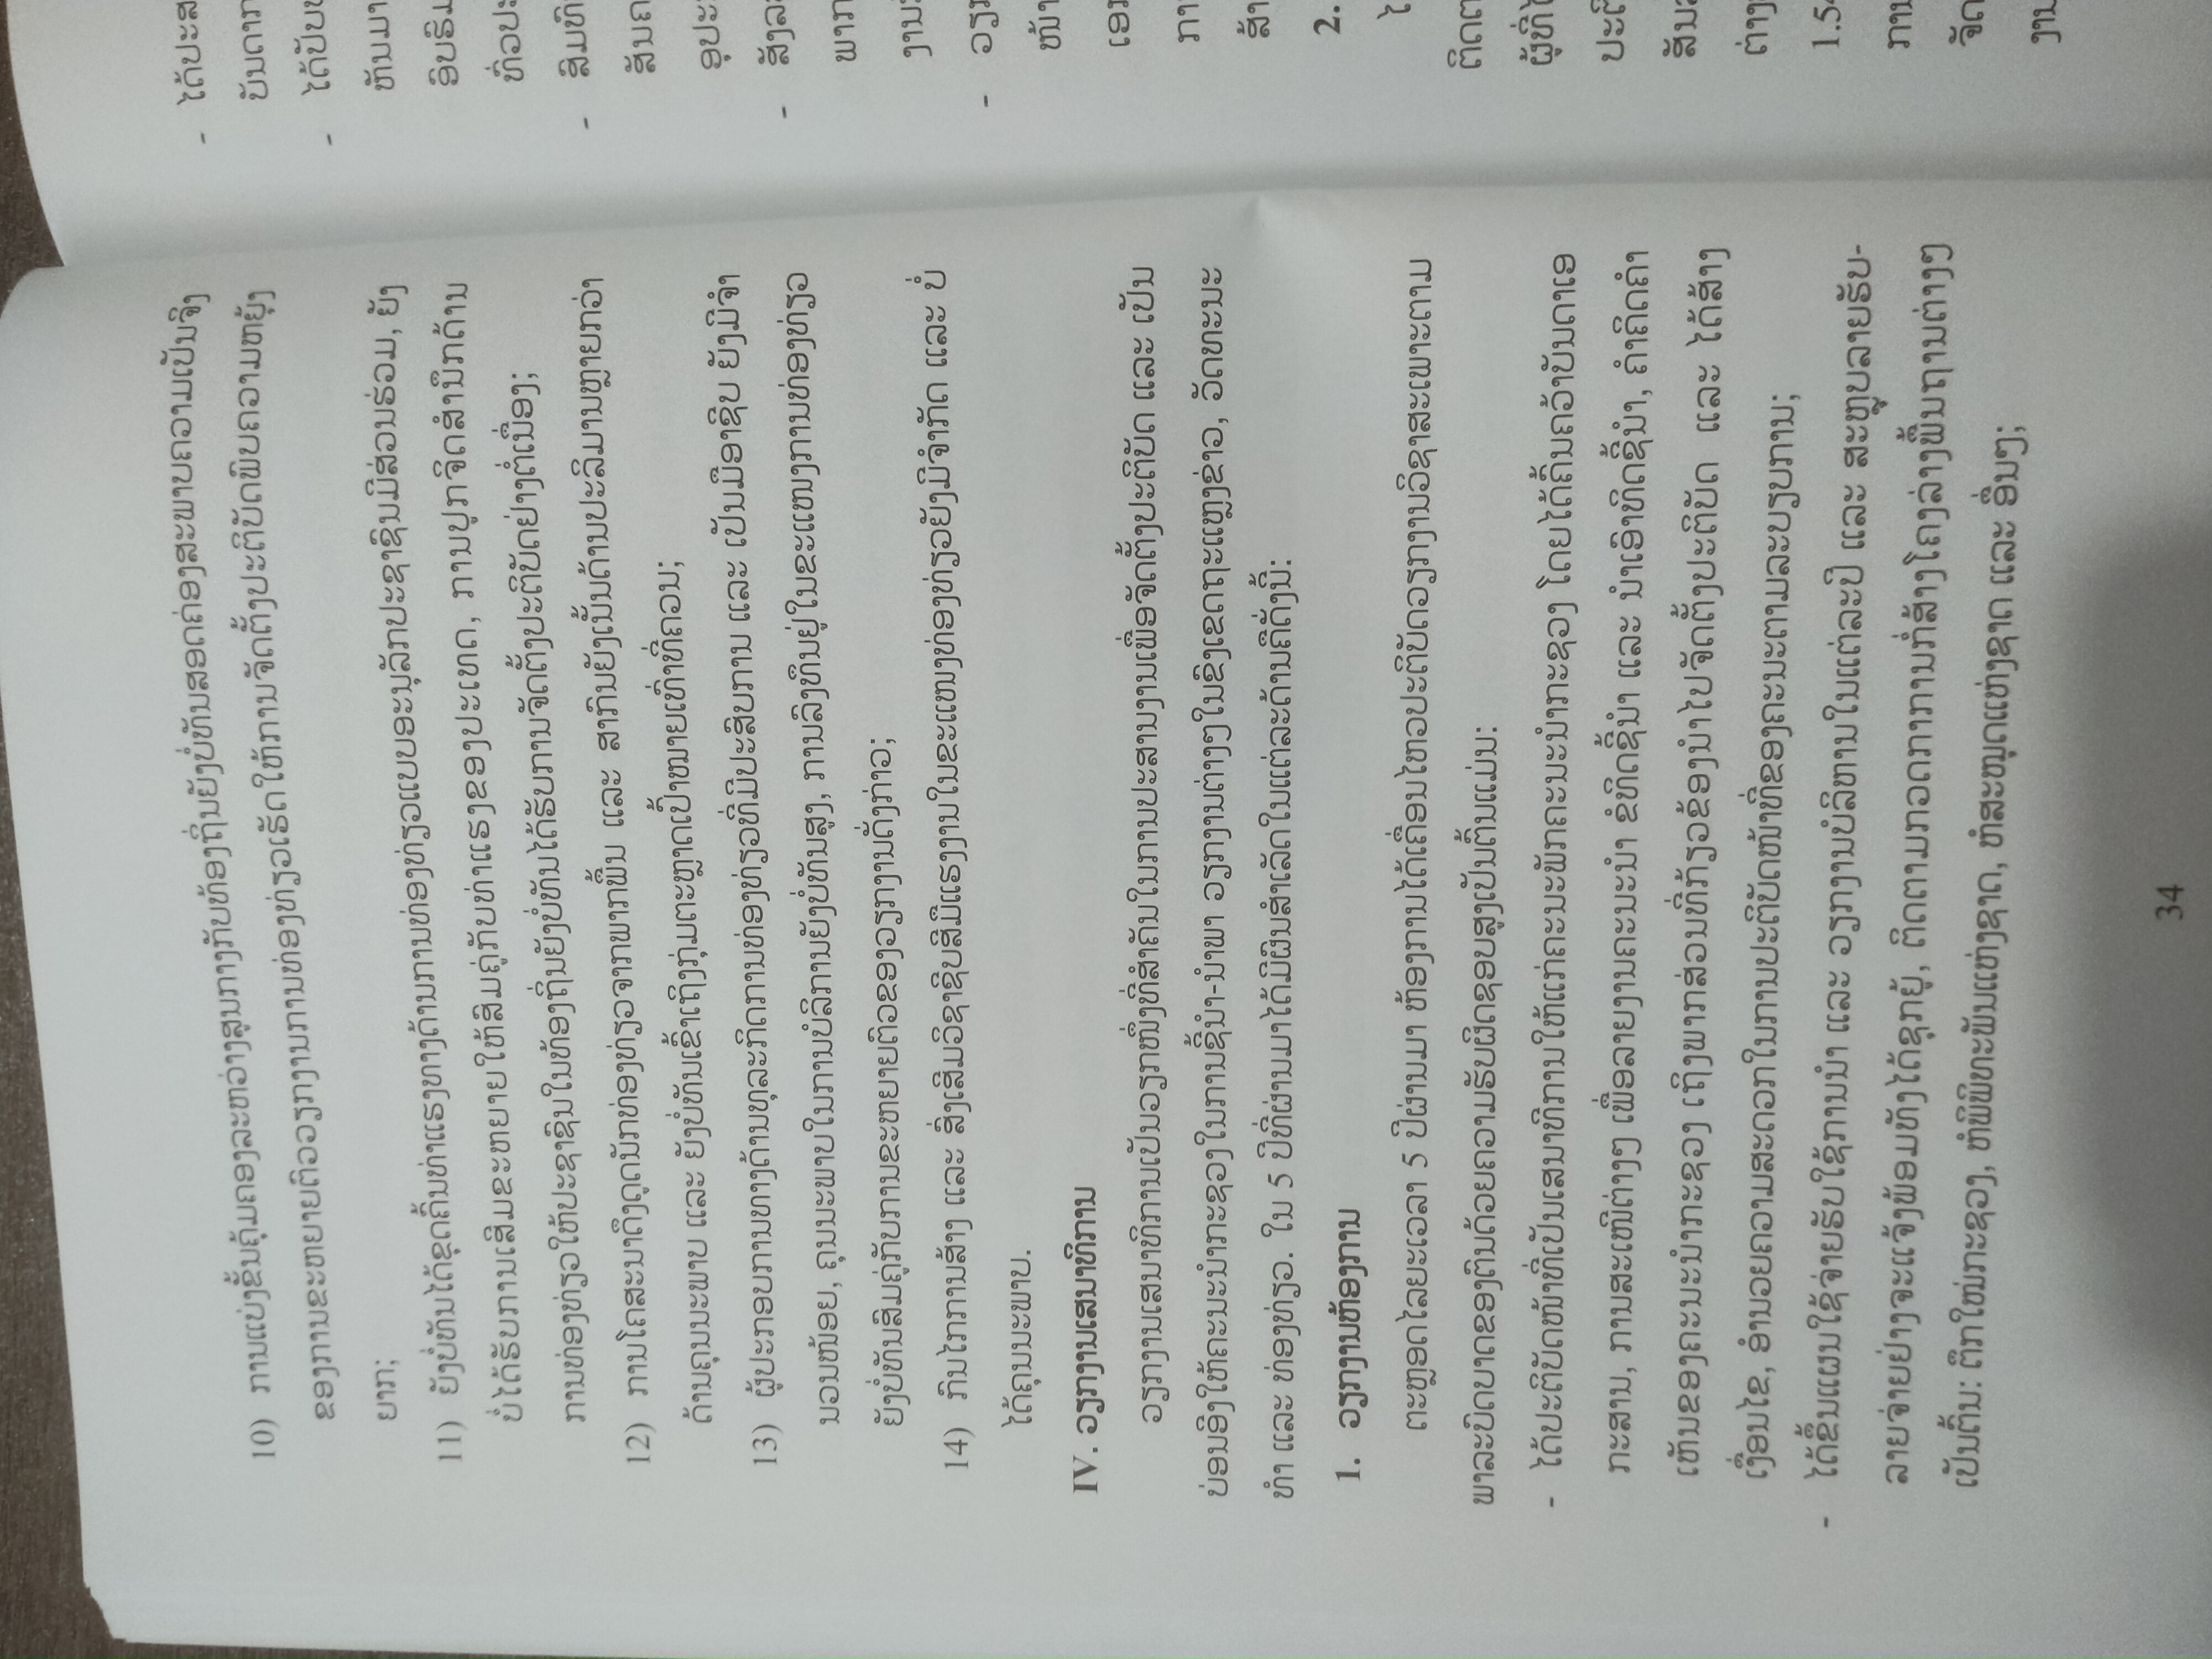 10) ການແບ່ງຂັ້ນຄຸ້ມຄອງລະຫວ່າງສູນກາງກັບທ້ອງຖິ່ນຍັງບໍ່ທັນສອດຄ່ອງສະພາບຄວາມເປັນຈິງ
ຂອງການຂະຫຍາຍຕົວວຽກງານການທ່ອງທ່ຽວເຮັດໃຫ້ການຈັດຕັ້ງປະຕິບັດພົບຄວາມຫຍຸ້ງ
ຍາກ;
11) ຍັງບໍ່ທັນໄດ້ຂຸດຄົ້ນທ່າແຮງທາງດ້ານການທ່ອງທ່ຽວແບບອະນຸລັກປະຊາຊົນມີສ່ວນຮ່ວມ, ຍັງ
ບໍ່ໄດ້ຮັບການເສີມຂະຫຍາຍໃຫ້ສົມຄູ່ກັບທ່າແຮງຂອງປະເທດ, ການປູກຈິດສຳນຶກດ້ານ
ການທ່ອງທ່ຽວໃຫ້ປະຊາຊົນໃນທ້ອງຖິ່ນຍັງບໍ່ທັນໄດ້ຮັບການຈັດຕັ້ງປະຕິບັດຢ່າງຕໍ່ເນື່ອງ;
12) ການໂຄສະນາດຶງດູດນັກທ່ອງທ່ຽວຈາກພາກພື້ນ ແລະ ສາກົນຍັງເນັ້ນດ້ານປະລິມານຫຼາຍກວ່າ
ດ້ານຄຸນນະພາບ ແລະ ຍັງບໍ່ທັນເຂົ້າເຖິງກຸ່ມຕະຫຼາດເປົ້າໝາຍເທົ່າທີ່ຄວນ;
13) ຜູ້ປະກອບການທາງດ້ານທຸລະກິດການທ່ອງທ່ຽວທີ່ມີປະສົບການ ແລະ ເປັນມືອາຊີບ ຍັງມີຈຳ
ນວນໜ້ອຍ, ຄຸນນະພາບໃນການບໍລິການຍັງບໍ່ທັນສູງ, ການລົງທຶນຢູ່ໃນຂະແໜງການທ່ອງທ່ຽວ
ຍັງບໍ່ທັນສົມຄູ່ກັບການຂະຫຍາຍຕົວຂອງວຽກງານດັ່ງກ່າວ;
14) ກົນໄກການສ້າງ ແລະ ສົ່ງເສີມວິຊາຊີບສີມືແຮງງານໃນຂະແໜງທ່ອງທ່ຽວຍັງມີຈຳກັດ ແລະ ບໍ່
ໄດ້ຄຸນນະພາບ.
IV. ວຽກງານເສນາທິການ
ວຽກງານເສນາທິການເປັນວຽກໜຶ່ງທີ່ສຳຄັນໃນການປະສານງານເພື່ອຈັດຕັ້ງປະຕິບັດ ແລະ ເປັນ
ບ່ອນອີງໃຫ້ຄະນະນຳກະຊວງໃນການຊີ້ນຳ-ນຳພາ ວຽກງານຕ່າງໆໃນຂົງເຂດຖະແຫຼງຂ່າວ, ວັດທະນະ
ທຳ ແລະ ທ່ອງທ່ຽວ. ໃນ 5 ປີທີ່ຜ່ານມາໄດ້ມີຜົນສຳເລັດໃນແຕ່ລະດ້ານຄືດັ່ງນີ້:
1. ວຽກງານຫ້ອງການ
ຕະຫຼອດໄລຍະເວລາ 5 ປີຜ່ານມາ ຫ້ອງການໄດ້ເຄື່ອນໄຫວປະຕິບັດວຽກງານວິຊາສະເພາະຕາມ
ພາລະບົດບາດຂອງຕົນດ້ວຍຄວາມຮັບຜິດຊອບສູງເປັນຕົ້ນແມ່ນ:
- ໄດ້ປະຕິບັດໜ້າທີ່ເປັນເສນາທິການໃຫ້ແກ່ຄະນະພັກຄະນະນຳກະຊວງ ໂດຍໄດ້ຄົ້ນຄວ້າບັນດາເອ
ກະສານ, ການສະເໜີຕ່າງໆ ເພື່ອລາຍງານຄະນະນຳ ຂໍທິດຊີ້ນຳ ແລະ ນຳເອົາທິດຊີ້ນຳ, ຄຳຄິດຄຳ
ເຫັນຂອງຄະນະນຳກະຊວງ ເຖິງພາກສ່ວນທີ່ກ້ຽວຂ້ອງນຳໄປຈັດຕັ້ງປະຕິບັດ ແລະ ໄດ້ສ້າງ
ເງື່ອນໄຂ, ອຳນວຍຄວາມສະດວກໃນການປະຕິບັດໜ້າທີ່ຂອງຄະນະຕາມລະບຽບການ;
- ໄດ້ຂຶ້ນແຜນໃຊ້ຈ່າຍຮັບໃຊ້ການນຳ ແລະ ວຽກງານບໍລິຫານໃນແຕ່ລະປີ ແລະ ສະຫຼຸບລາຍຮັບ-
ລາຍຈ່າຍຢ່າງຈະແຈ້ງພ້ອມທັງໄດ້ຊຸກຍູ້, ຕິດຕາມກວດກາການກໍ່ສ້າງໂຄງລ່າງພື້ນຖານຕ່າງໆ
ເປັນຕົ້ນ: ຕຶກໃໝ່ກະຊວງ, ຫໍພິພິທະພັນແຫ່ງຊາດ, ຫໍສະໝຸດແຫ່ງຊາດ ແລະ ອື່ນໆ;
34
- ໄດ້ປະສ
ບັນດາກ
- ໄດ້ປັບ
ຫັນມາ
ອົບຮົມ
ຫົວປະ
- ສົມທົ
ສັນຍ
ອຸປະ
- ສັງລ
ພາກ
ງານ
- ວຽກ
ໜ້າ
ເອກ
ກາ
ສ້າ
2.
ໄ
ຕິດຕ
ຜູ້ທີ່ໄ
ປະຕິ
ສັນ
ຕ່າງ
1.54
ການ
ຈັດ
ງານ